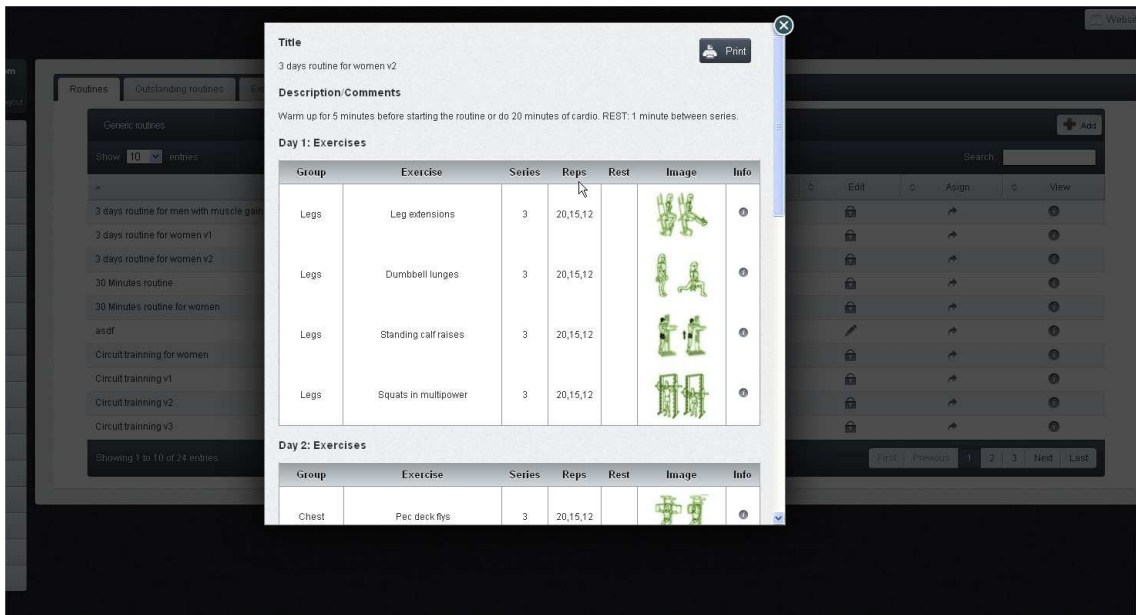 Websi
om
ogout
Routines Outstanding routines Ex
Generic routines
Add
Show 10 entries
Search:
Edit Asign View
3 days routine for men with muscle gain
3 days routine for women v1
3 days routine for women v2
30 Minutes routine
30 Minutes routine for women
asdf
Circuit trainning for women
Circuit trainning v1
Circuit trainning v2
Circuit trainning v3
Showing 1 to 10 of 24 entries
First Previous 1 2 3 Next Last
Title
Print
3 days routine for women v2
Description/Comments
Warm up for 5 minutes before starting the routine or do 20 minutes of cardio. REST: 1 minute between series.
Day 1: Exercises
Group Exercise Series Reps Rest Image Info
Legs Leg extensions 3 20,15,12
Legs Dumbbell lunges 3 20,15,12
Legs Standing calf raises 3 20,15,12
Legs Squats in multipower 3 20,15,12
Day 2: Exercises
Group Exercise Series Reps Rest Image Info
Chest Pec deck flys 3 20,15,12